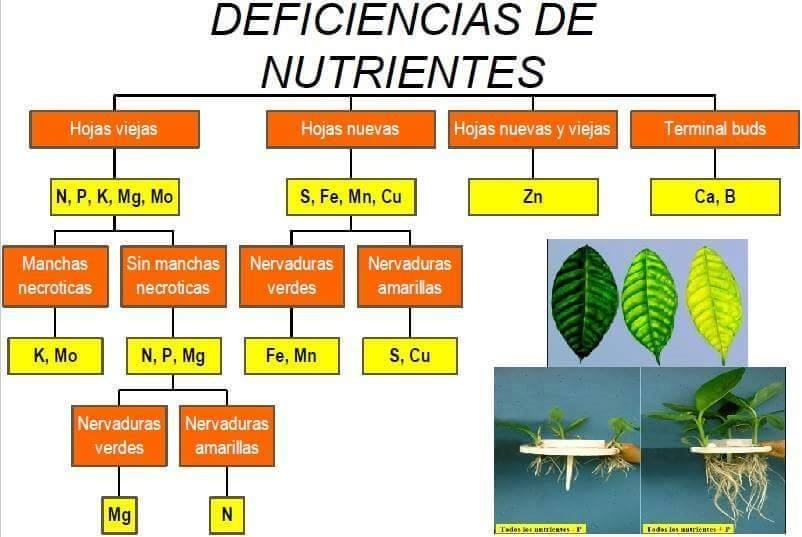 DEFICIENCIAS DE
NUTRIENTES
Hojas viejas
Hojas nuevas
Hojas nuevas y viejas
Terminal buds
N, P, K, Mg, Mo
S, Fe, Mn, Cu
Zn
Ca, B
Manchas
necroticas
Sin manchas
necroticas
Nervaduras
verdes
Nervaduras
amarillas
K, Mo
N, P, Mg
Fe, Mn
S, Cu
Nervaduras
verdes
Nervaduras
amarillas
Mg
N
Todos los nutrientes - P
Todos los nutrientes + P